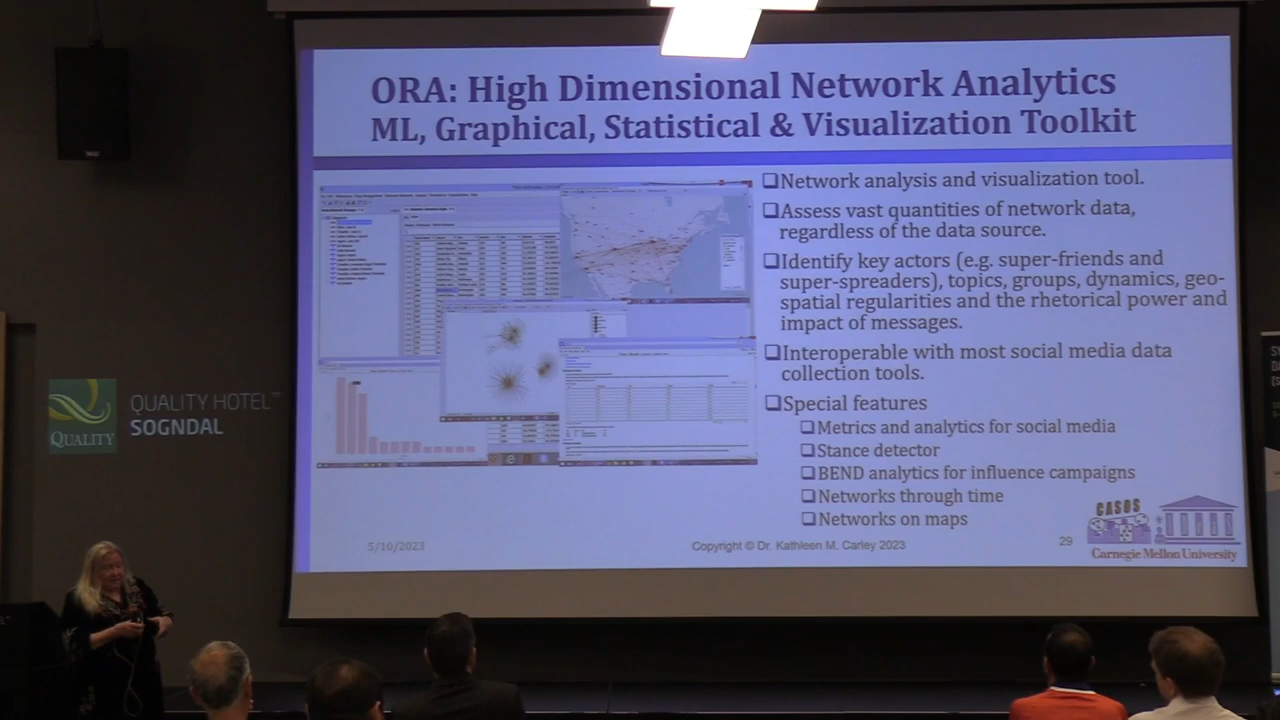 ORA: High Dimensional Network Analytics
ML, Graphical, Statistical & Visualization Toolkit
❑Network analysis and visualization tool.
❑Assess vast quantities of network data,
regardless of the data source.
❑Identify key actors (e.g. super-friends and
super-spreaders), topics, groups, dynamics, geo-
spatial regularities and the rhetorical power and
impact of messages.
❑Interoperable with most social media data
collection tools.
❑Special features
❑Metrics and analytics for social media
❑Stance detector
❑BEND analytics for influence campaigns
❑Networks through time
❑Networks on maps
5/10/2023
Copyright © Dr. Kathleen M. Carley 2023
29
CASOS
Carnegie Mellon University
QUALITY
QUALITY HOTEL™
SOGNDAL